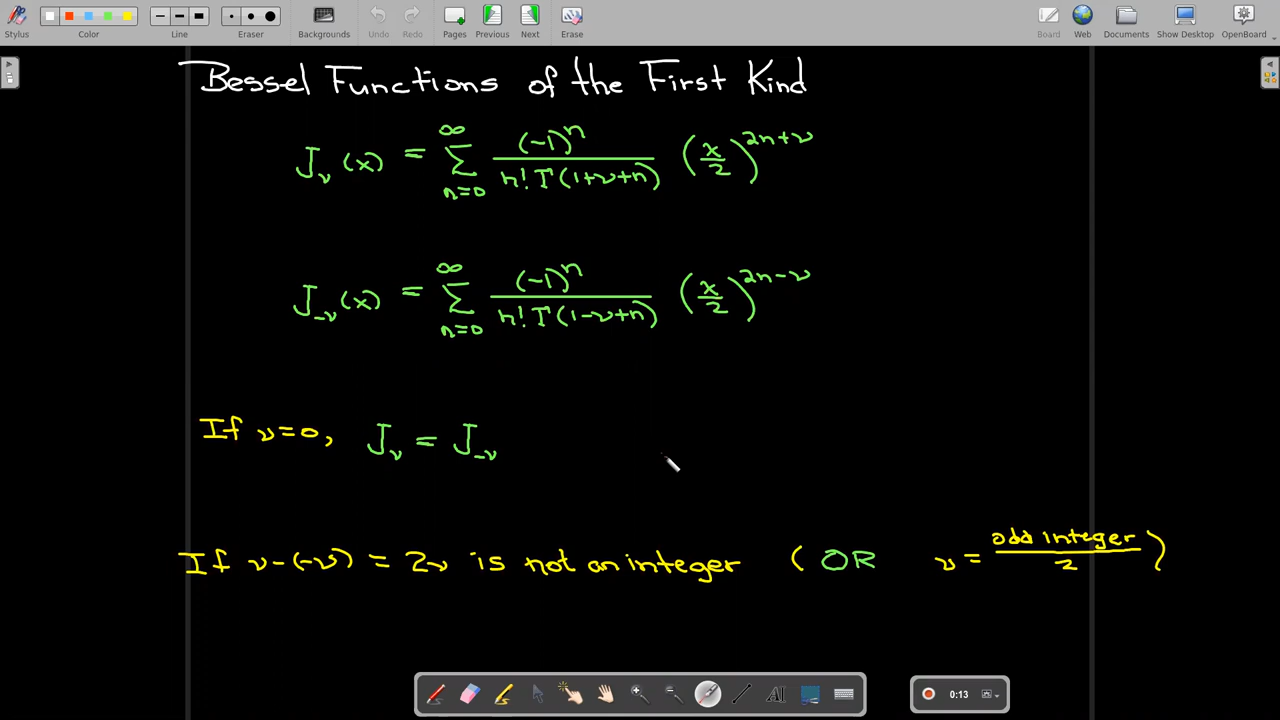 Stylus Color Line Eraser Backgrounds Undo Redo Pages Previous Next Erase Board Web Documents Show Desktop OpenBoard
Bessel Functions of the First Kind
J_ν(x) = ∑_{n=0}^{∞} (-1)^n / (n! Γ(1+ν+n)) (x/2)^{2n+ν}
J_{-ν}(x) = ∑_{n=0}^{∞} (-1)^n / (n! Γ(1-ν+n)) (x/2)^{2n-ν}
If ν=0, J_ν = J_{-ν}
If ν-(-ν) = 2ν is not an integer (OR ν = odd integer / 2)
AI
0:13